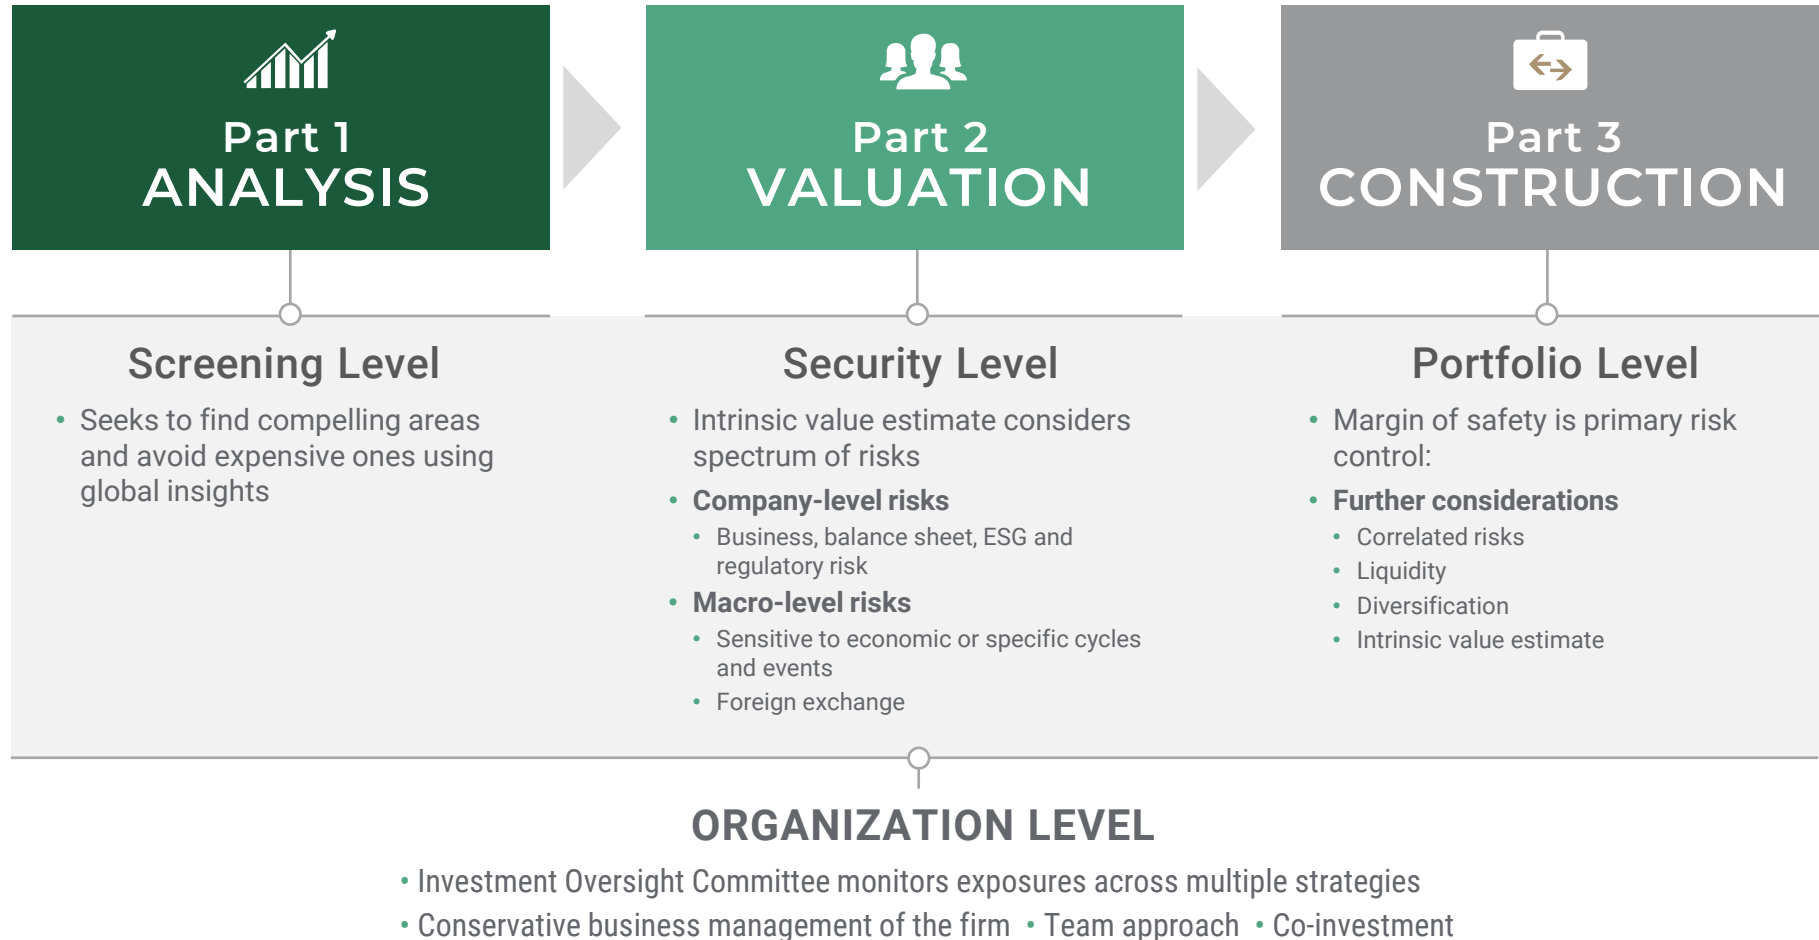 Part 1
ANALYSIS
Part 2
VALUATION
Part 3
CONSTRUCTION
Screening Level
• Seeks to find compelling areas
and avoid expensive ones using
global insights
Security Level
• Intrinsic value estimate considers
spectrum of risks
• Company-level risks
• Business, balance sheet, ESG and
regulatory risk
• Macro-level risks
• Sensitive to economic or specific cycles
and events
• Foreign exchange
Portfolio Level
• Margin of safety is primary risk
control:
• Further considerations
• Correlated risks
• Liquidity
• Diversification
• Intrinsic value estimate
ORGANIZATION LEVEL
• Investment Oversight Committee monitors exposures across multiple strategies
• Conservative business management of the firm • Team approach • Co-investment